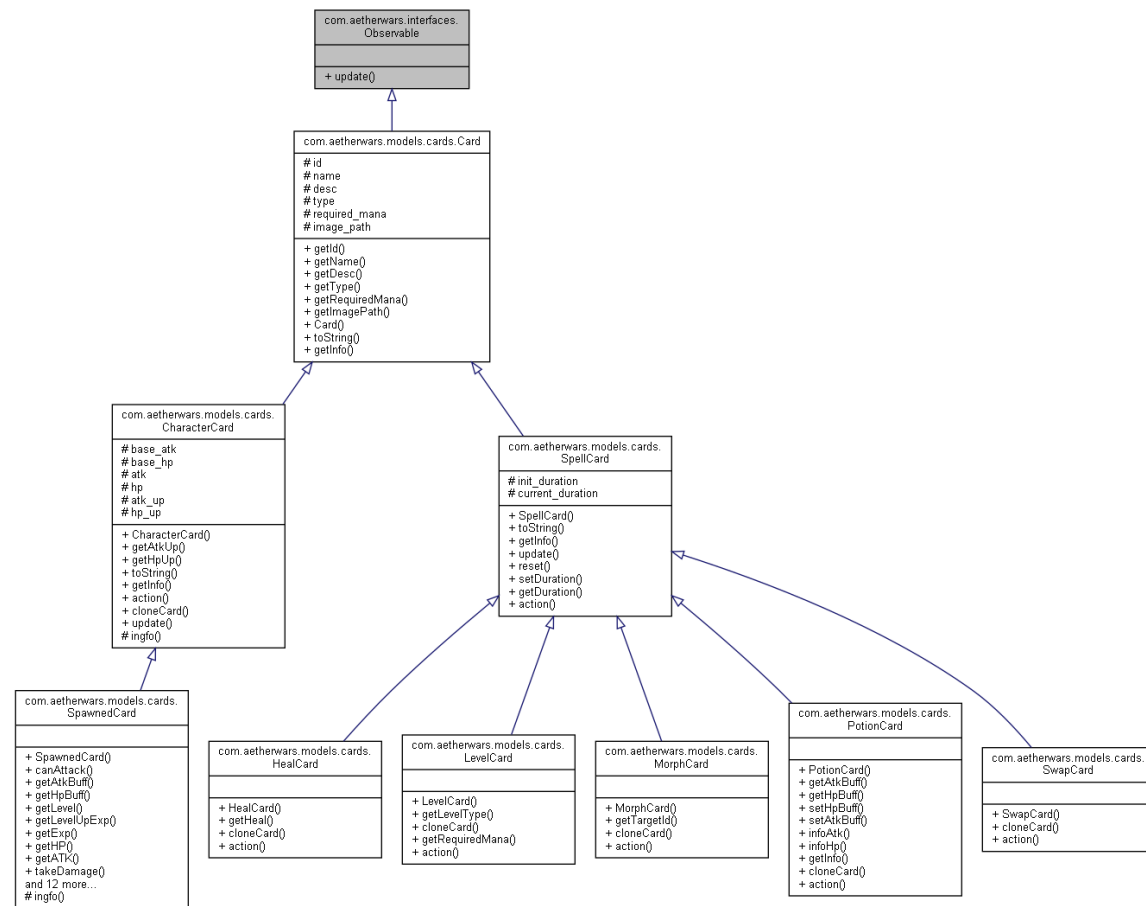 com.aetherwars.interfaces.
Observable
+ update()
com.aetherwars.models.cards.Card
# id
# name
# desc
# type
# required_mana
# image_path
+ getId()
+ getName()
+ getDesc()
+ getType()
+ getRequiredMana()
+ getImagePath()
+ Card()
+ toString()
+ getInfo()
com.aetherwars.models.cards.
CharacterCard
# base_atk
# base_hp
# atk
# hp
# atk_up
# hp_up
+ CharacterCard()
+ getAtkUp()
+ getHpUp()
+ toString()
+ getInfo()
+ action()
+ cloneCard()
+ update()
# ingfo()
com.aetherwars.models.cards.
SpellCard
# init_duration
# current_duration
+ SpellCard()
+ toString()
+ getInfo()
+ update()
+ reset()
+ setDuration()
+ getDuration()
+ action()
com.aetherwars.models.cards.
SpawnedCard
+ SpawnedCard()
+ canAttack()
+ getAtkBuff()
+ getHpBuff()
+ getLevel()
+ getLevelUpExp()
+ getExp()
+ getHP()
+ getATK()
+ takeDamage()
and 12 more...
# ingfo()
com.aetherwars.models.cards.
HealCard
+ HealCard()
+ getHeal()
+ cloneCard()
+ action()
com.aetherwars.models.cards.
LevelCard
+ LevelCard()
+ getLevelType()
+ cloneCard()
+ getRequiredMana()
+ action()
com.aetherwars.models.cards.
MorphCard
+ MorphCard()
+ getTargetId()
+ cloneCard()
+ action()
com.aetherwars.models.cards.
PotionCard
+ PotionCard()
+ getAtkBuff()
+ getHpBuff()
+ setHpBuff()
+ setAtkBuff()
+ infoAtk()
+ infoHp()
+ getInfo()
+ cloneCard()
+ action()
com.aetherwars.models.cards.
SwapCard
+ SwapCard()
+ cloneCard()
+ action()